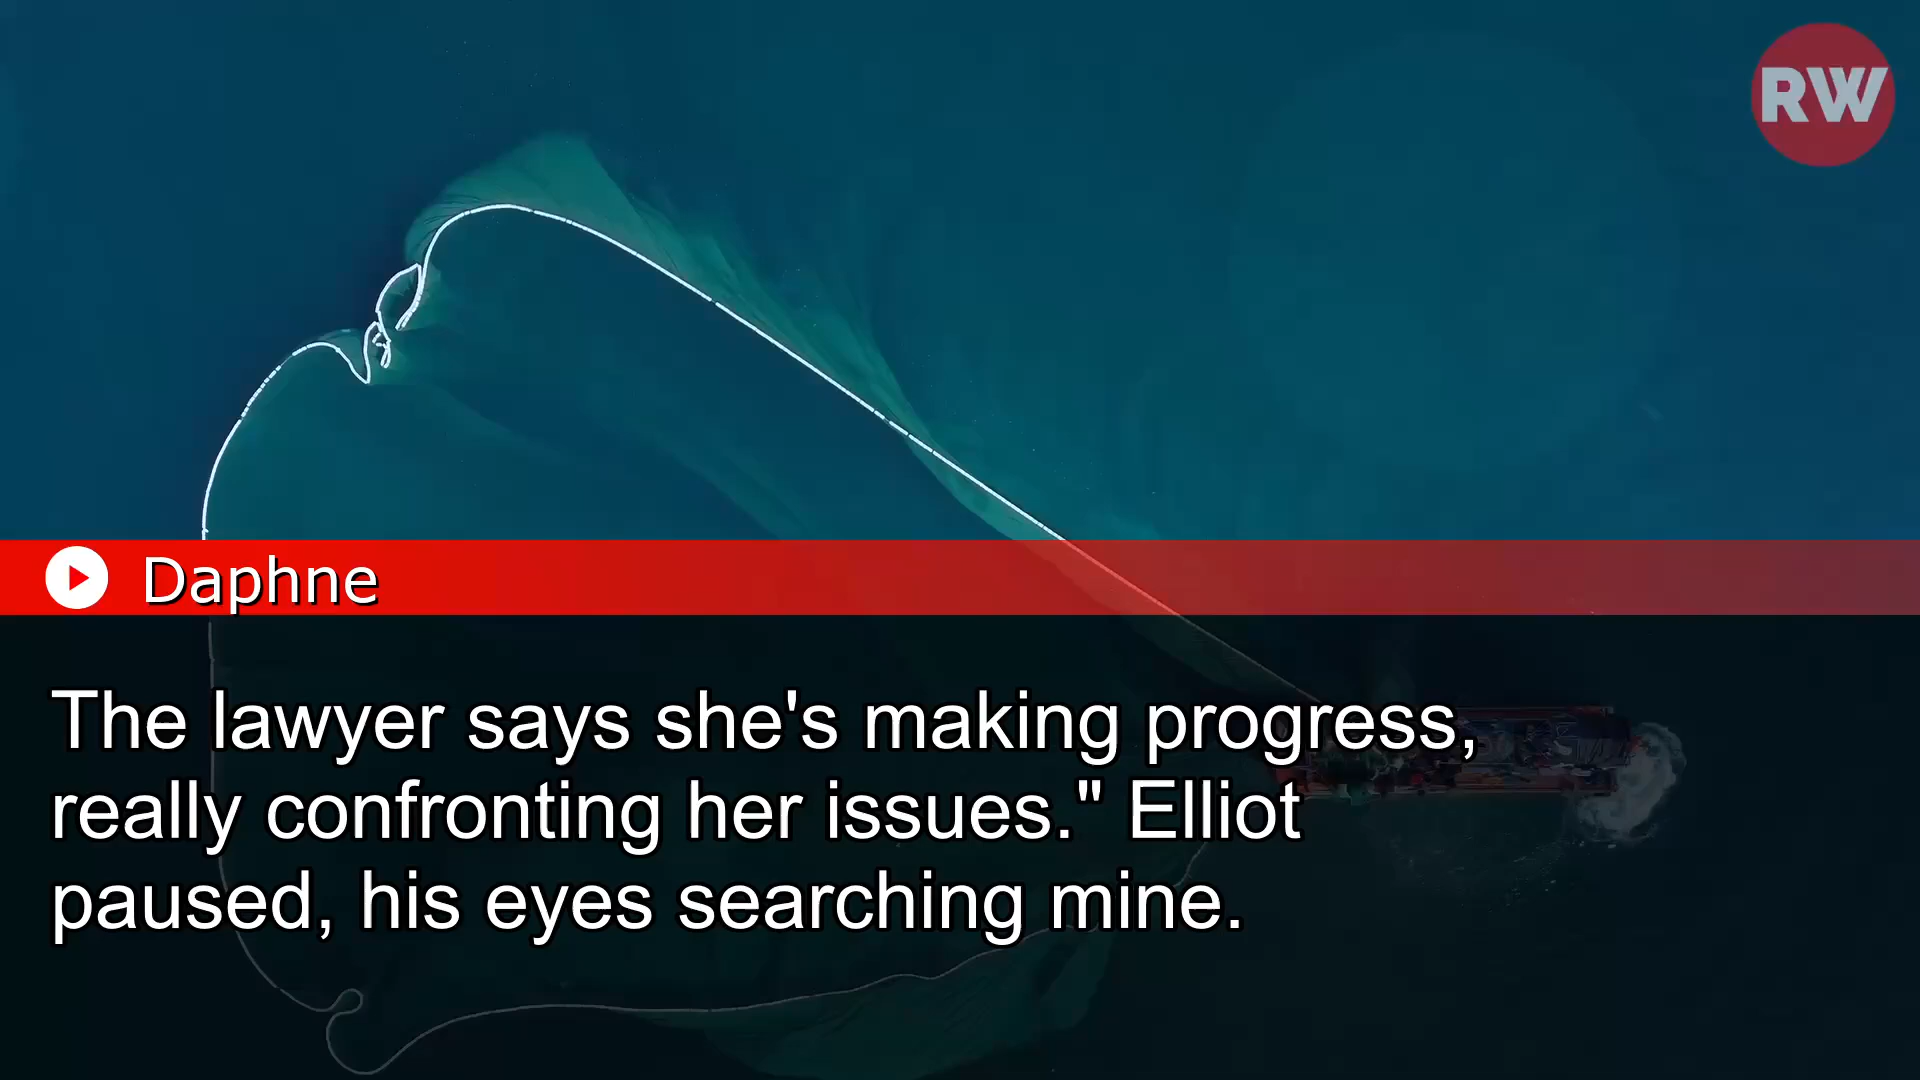 RW
Daphne
The lawyer says she's making progress,
really confronting her issues." Elliot
paused, his eyes searching mine.